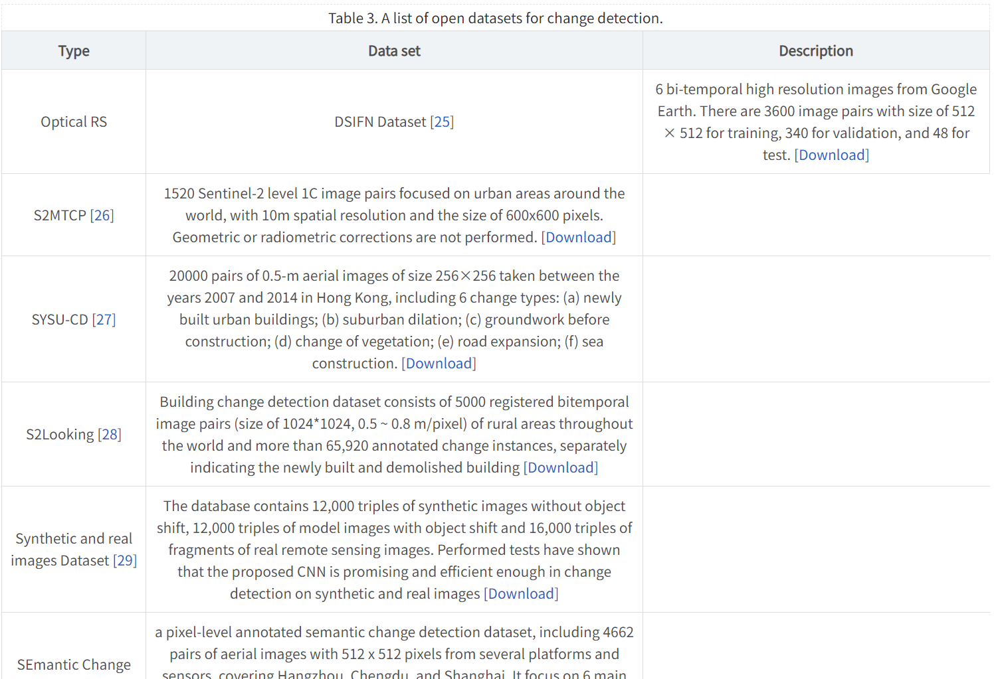 Table 3. A list of open datasets for change detection.
Type
Data set
Description
Optical RS
DSIFN Dataset [25]
6 bi-temporal high resolution images from Google
Earth. There are 3600 image pairs with size of 512
× 512 for training, 340 for validation, and 48 for
test. [Download]
S2MTCP [26]
1520 Sentinel-2 level 1C image pairs focused on urban areas around the
world, with 10m spatial resolution and the size of 600x600 pixels.
Geometric or radiometric corrections are not performed. [Download]
SYSU-CD [27]
20000 pairs of 0.5-m aerial images of size 256×256 taken between the
years 2007 and 2014 in Hong Kong, including 6 change types: (a) newly
built urban buildings; (b) suburban dilation; (c) groundwork before
construction; (d) change of vegetation; (e) road expansion; (f) sea
construction. [Download]
S2Looking [28]
Building change detection dataset consists of 5000 registered bitemporal
image pairs (size of 1024*1024, 0.5 ~ 0.8 m/pixel) of rural areas throughout
the world and more than 65,920 annotated change instances, separately
indicating the newly built and demolished building [Download]
Synthetic and real
images Dataset [29]
The database contains 12,000 triples of synthetic images without object
shift, 12,000 triples of model images with object shift and 16,000 triples of
fragments of real remote sensing images. Performed tests have shown
that the proposed CNN is promising and efficient enough in change
detection on synthetic and real images [Download]
SEmantic Change
a pixel-level annotated semantic change detection dataset, including 4662
pairs of aerial images with 512 x 512 pixels from several platforms and
sensors, covering Hangzhou, Chengdu, and Shanghai. It focus on 6 main